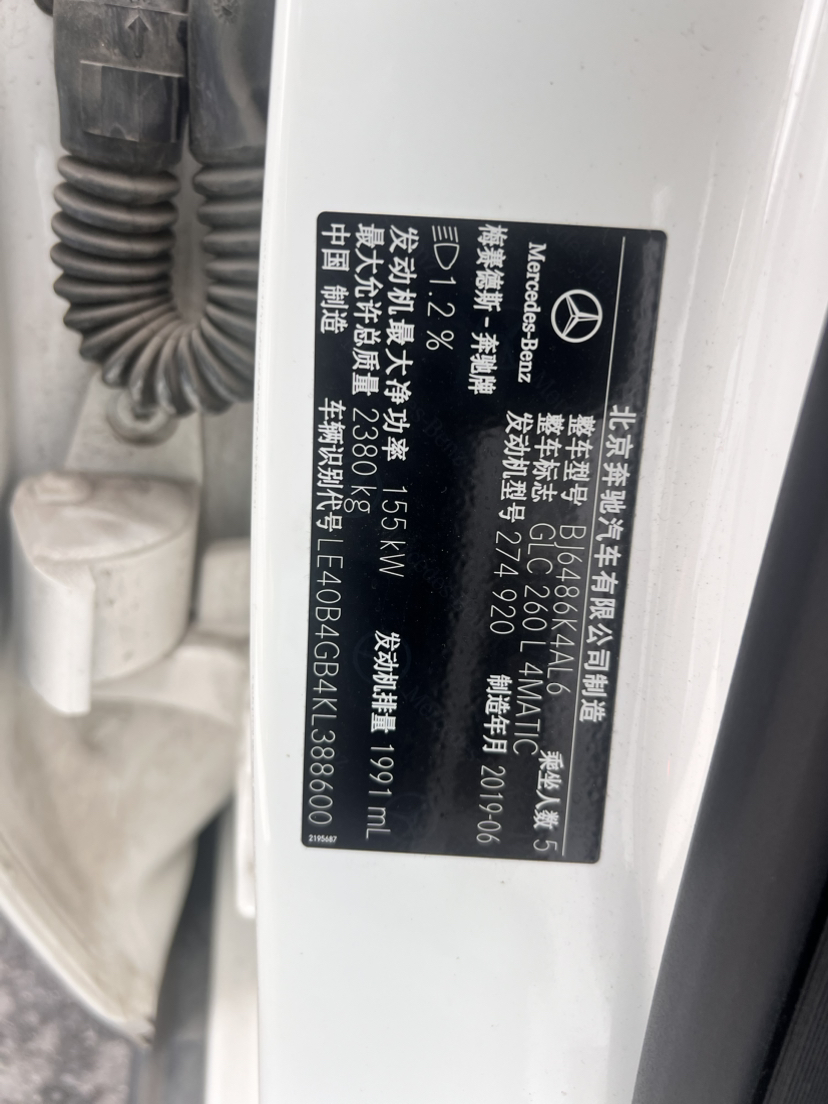 北京奔驰汽车有限公司制造
Mercedes-Benz
梅赛德斯-奔驰牌
整车型号 BJ6486K4AL6
整车标志 GLC 260 L 4MATIC 乘坐人数 5
发动机型号 274 920 制造年月 2019-06
1.2 %
发动机最大净功率 155 kW 发动机排量 1991 mL
最大允许总质量 2380 kg
中国 制造 车辆识别代号 LE40B4GB4KL388600
2195687